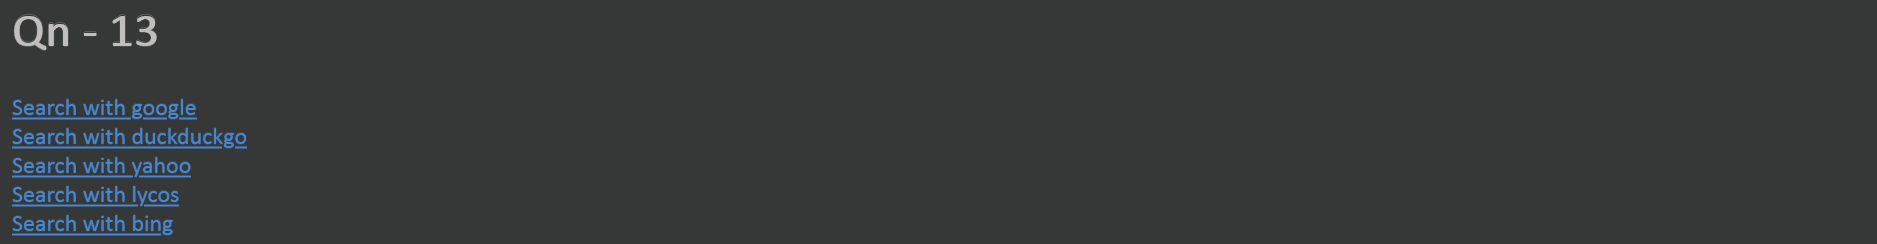 Qn - 13
Search with google
Search with duckduckgo
Search with yahoo
Search with lycos
Search with bing